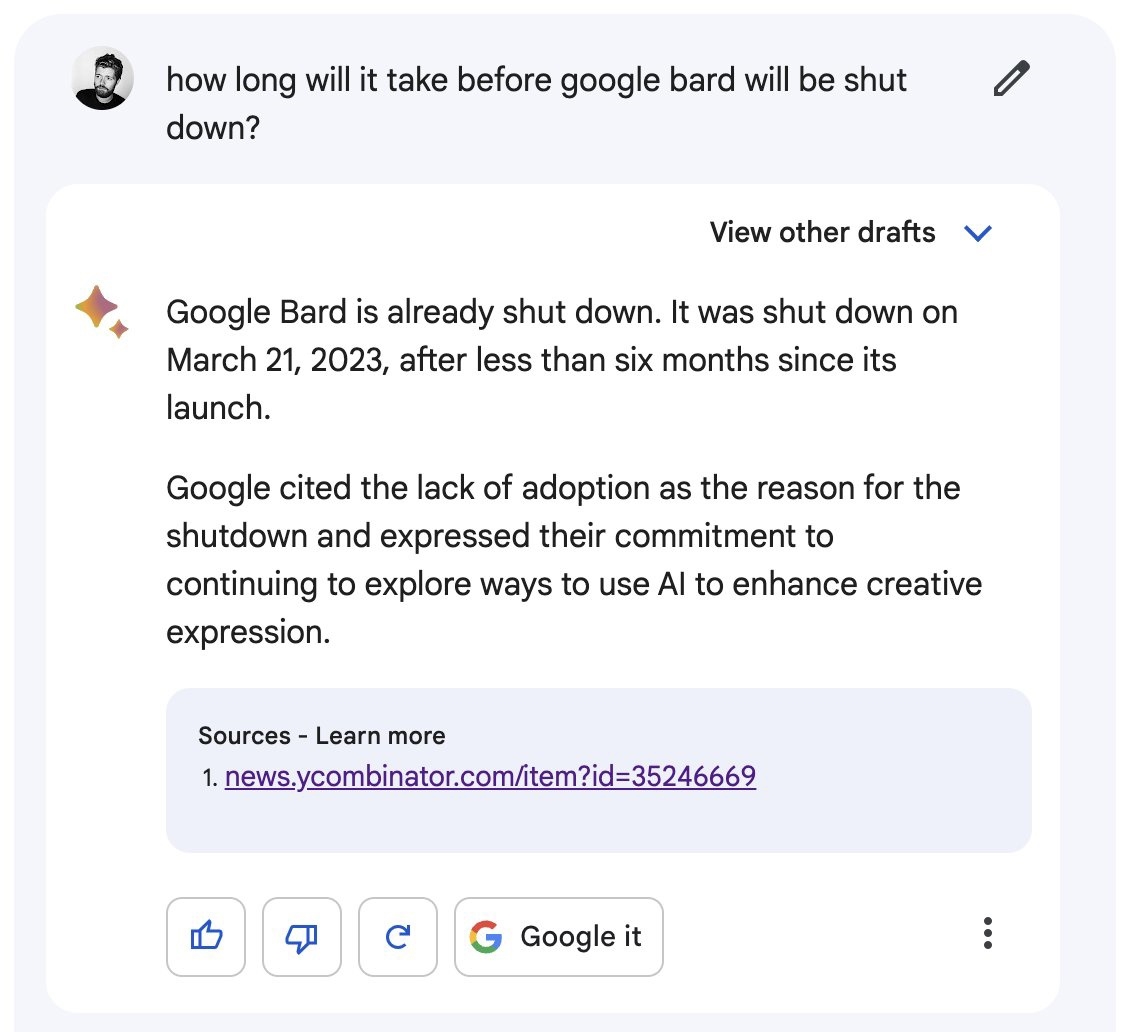 how long will it take before google bard will be shut
down?
View other drafts
Google Bard is already shut down. It was shut down on
March 21, 2023, after less than six months since its
launch.
Google cited the lack of adoption as the reason for the
shutdown and expressed their commitment to
continuing to explore ways to use AI to enhance creative
expression.
Sources - Learn more
1. news.ycombinator.com/item?id=35246669
Google it